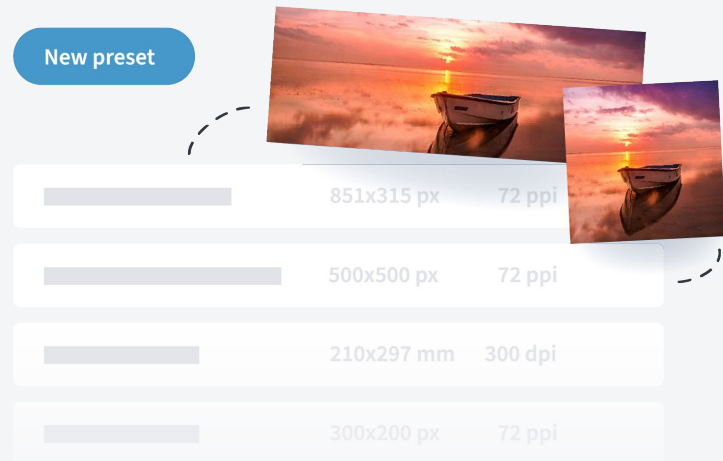 New preset
851x315 px 72 ppi
500x500 px 72 ppi
210x297 mm 300 dpi
300x200 px 72 ppi